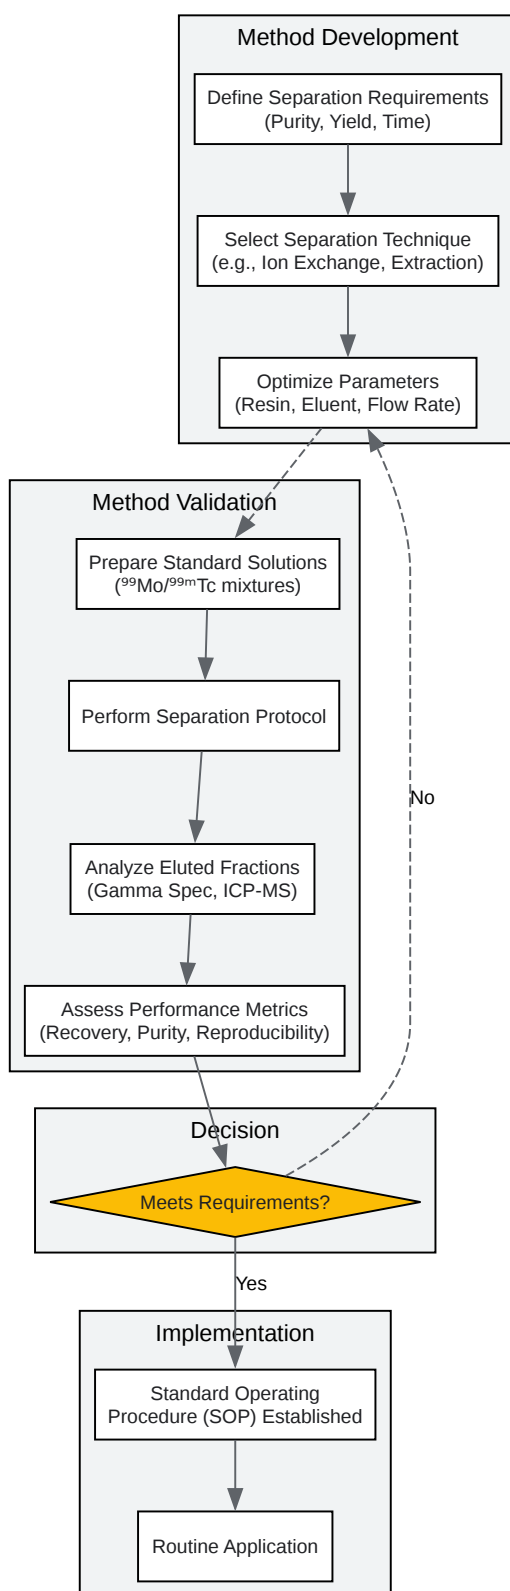 Method Development
Define Separation Requirements
(Purity, Yield, Time)
Select Separation Technique
(e.g., Ion Exchange, Extraction)
Optimize Parameters
(Resin, Eluent, Flow Rate)
Method Validation
Prepare Standard Solutions
(⁹⁹Mo/⁹⁹ᵐTc mixtures)
Perform Separation Protocol
No
Analyze Eluted Fractions
(Gamma Spec, ICP-MS)
Assess Performance Metrics
(Recovery, Purity, Reproducibility)
Decision
Meets Requirements?
Yes
Implementation
Standard Operating
Procedure (SOP) Established
Routine Application